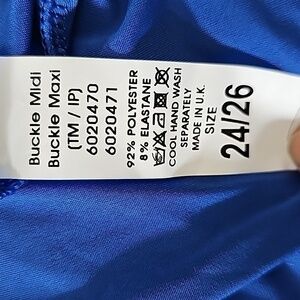 Buckle Midi
Buckle Maxi
(TM / IP)
6020470
6020471
92% POLYESTER
8% ELASTANE
COOL HAND WASH
SEPARATELY
MADE IN U.K.
SIZE
24/26